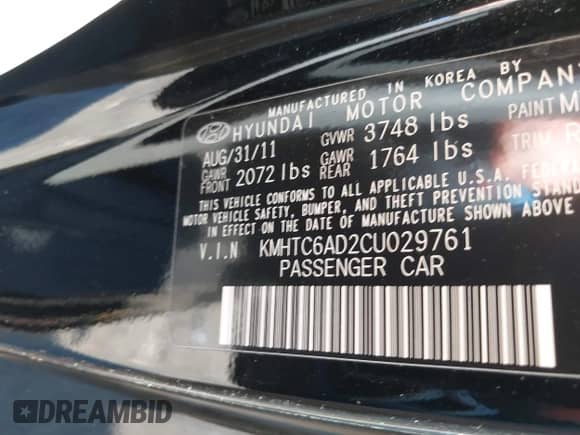 MANUFACTURED IN KOREA BY
HYUNDAI MOTOR COMPANY
AUG/31/11 GVWR 3748 lbs PAINT
GAWR FRONT 2072 lbs GAWR REAR 1764 lbs TRIM
THIS VEHICLE CONFORMS TO ALL APPLICABLE U.S.A. FEDERAL
MOTOR VEHICLE SAFETY, BUMPER, AND THEFT PREVENTION
IN EFFECT ON THE DATE OF MANUFACTURE SHOWN ABOVE
V.I.N KMHTC6AD2CU029761
PASSENGER CAR
DREAMBID